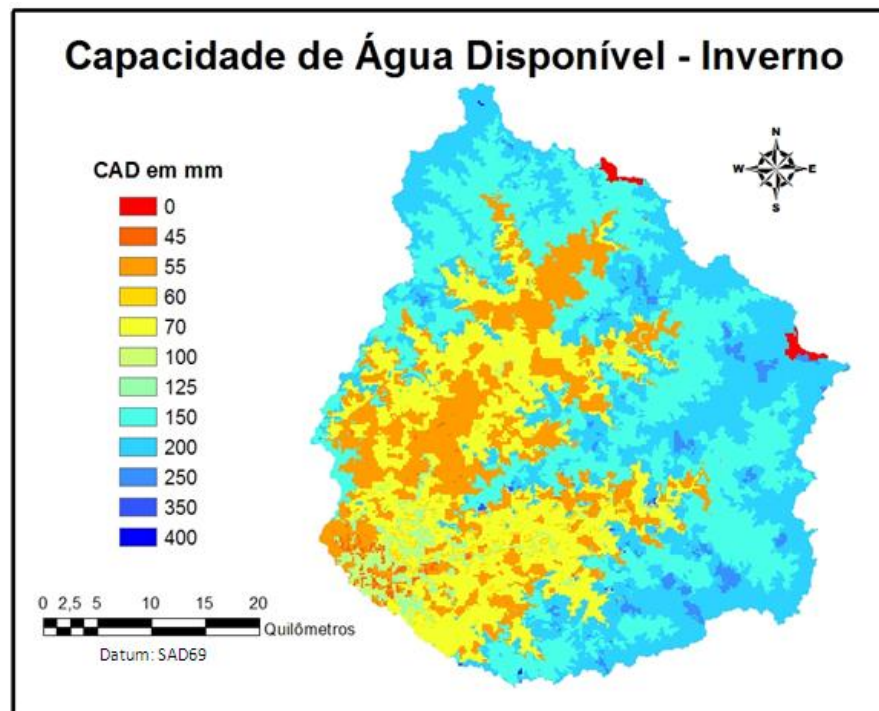 Capacidade de Água Disponível - Inverno
N
W E
S
CAD em mm
0
45
55
60
70
100
125
150
200
250
350
400
0 2,5 5 10 15 20
Quilômetros
Datum: SAD69